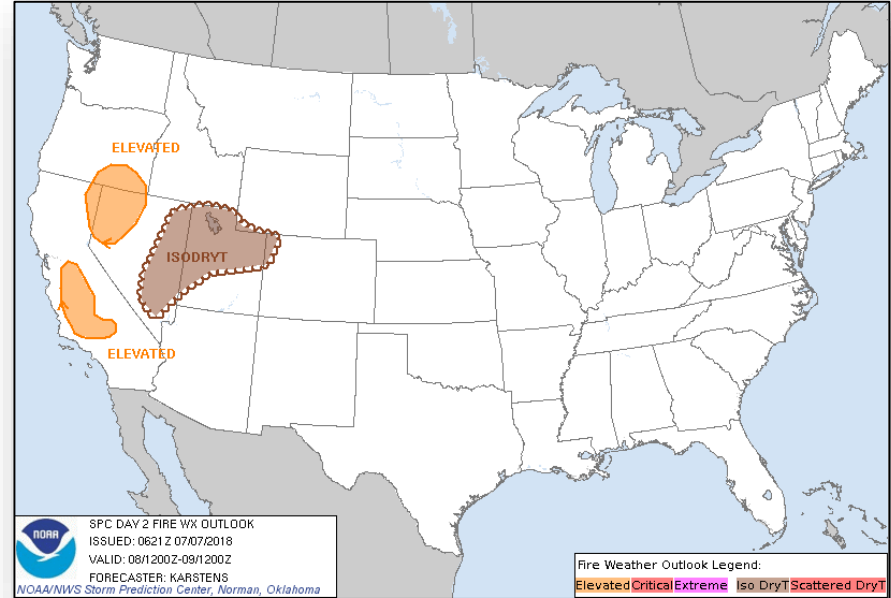 ELEVATED
ISODRYT
ELEVATED
NOAA
SPC DAY 2 FIRE WX OUTLOOK
ISSUED: 0621Z 07/07/2018
VALID: 08/1200Z-09/1200Z
FORECASTER: KARSTENS
NOAA/NWS Storm Prediction Center, Norman, Oklahoma
Fire Weather Outlook Legend:
Elevated Critical Extreme Iso DryT Scattered DryT